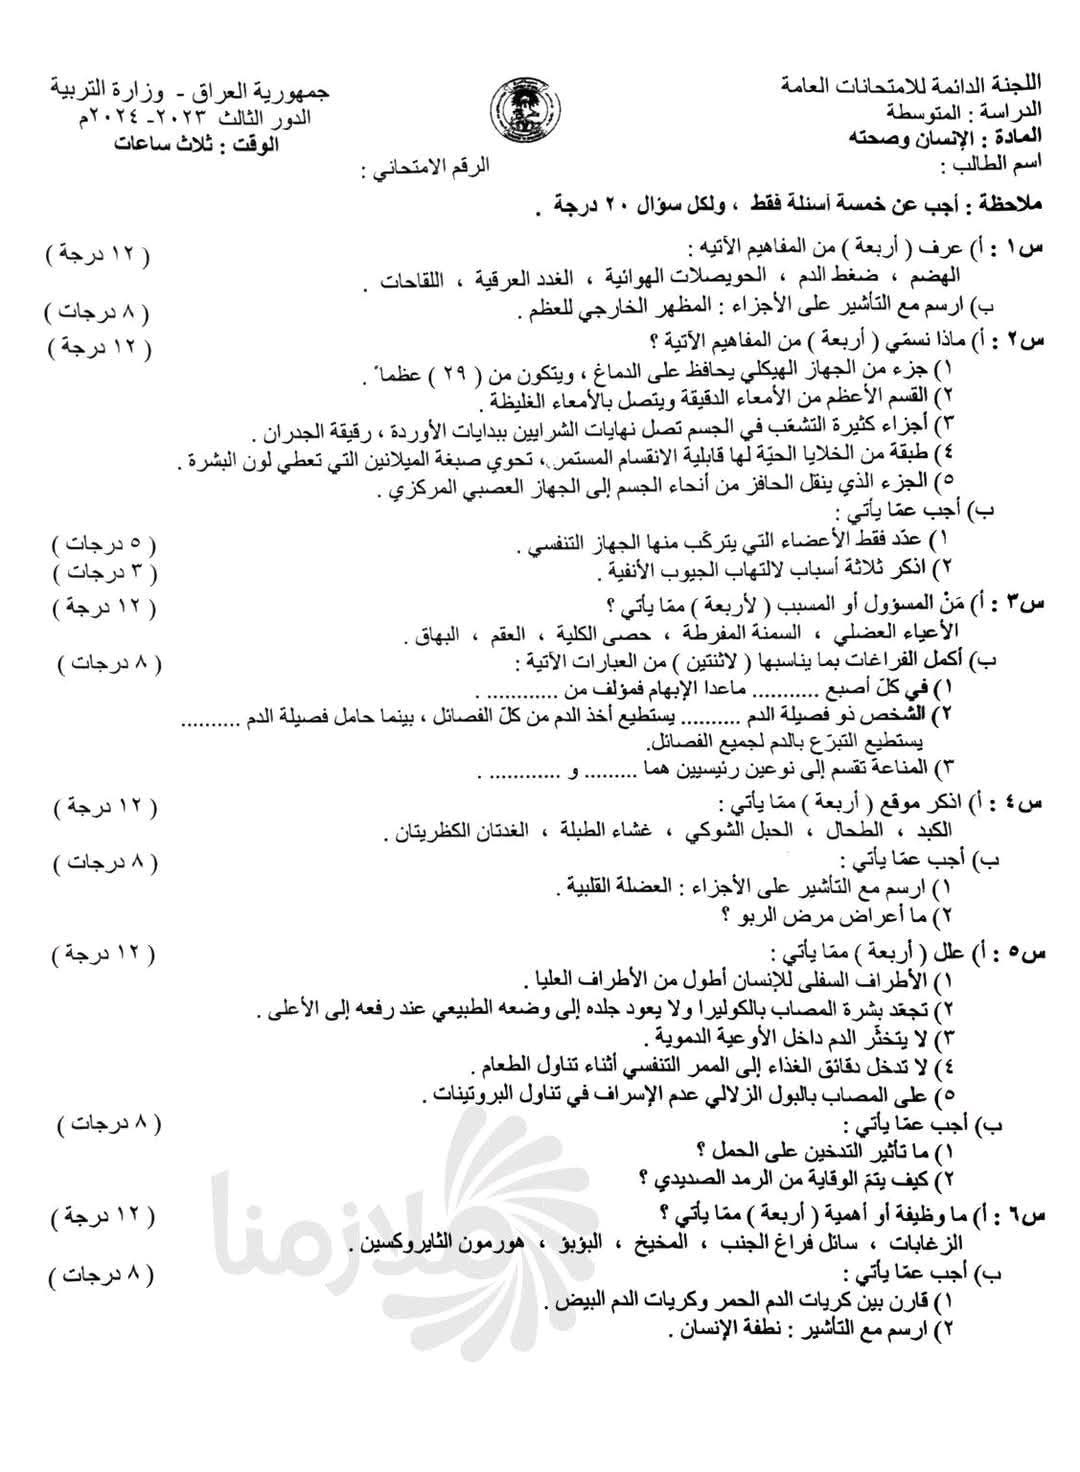 اللجنة الدائمة للامتحانات العامة
الدراسة : المتوسطة
المادة : الإنسان وصحته
اسم الطالب :
جمهورية العراق - وزارة التربية
الدور الثالث ٢٠٢٣- ٢٠٢٤م
الوقت : ثلاث ساعات
الرقم الامتحاني :
ملاحظة : أجب عن خمسة أسئلة فقط ، ولكل سؤال ٢٠ درجة .
س١ : أ) عرف ( أربعة ) من المفاهيم الآتيه : ( ١٢ درجة )
الهضم ، ضغط الدم ، الحويصلات الهوائية ، الغدد العرقية ، اللقاحات .
ب) ارسم مع التأشير على الأجزاء : المظهر الخارجي للعظم . ( ٨ درجات )
س٢ : أ) ماذا نسمّي ( أربعة ) من المفاهيم الآتية ؟ ( ١٢ درجة )
١) جزء من الجهاز الهيكلي يحافظ على الدماغ ، ويتكون من ( ٢٩ ) عظماً .
٢) القسم الأعظم من الأمعاء الدقيقة ويتصل بالأمعاء الغليظة .
٣) أجزاء كثيرة التشعّب في الجسم تصل نهايات الشرايين ببدايات الأوردة ، رقيقة الجدران .
٤) طبقة من الخلايا الحيّة لها قابلية الانقسام المستمر ، تحوي صبغة الميلانين التي تعطي لون البشرة .
٥) الجزء الذي ينقل الحافز من أنحاء الجسم إلى الجهاز العصبي المركزي .
ب) أجب عمّا يأتي :
١) عدّد فقط الأعضاء التي يتركّب منها الجهاز التنفسي . ( ٥ درجات )
٢) اذكر ثلاثة أسباب لالتهاب الجيوب الأنفية . ( ٣ درجات )
س٣ : أ) مَنْ المسؤول أو المسبب ( لأربعة ) ممّا يأتي ؟ ( ١٢ درجة )
الأعياء العضلي ، السمنة المفرطة ، حصى الكلية ، العقم ، البهاق .
ب) أكمل الفراغات بما يناسبها ( لاثنتين ) من العبارات الآتية : ( ٨ درجات )
١) في كلّ أصبع ........... ماعدا الإبهام فمؤلف من ............ .
٢) الشخص ذو فصيلة الدم .......... يستطيع أخذ الدم من كلّ الفصائل ، بينما حامل فصيلة الدم ..........
يستطيع التبرّع بالدم لجميع الفصائل.
٣) المناعة تقسم إلى نوعين رئيسيين هما ......... و ............ .
س٤ : أ) اذكر موقع ( أربعة ) ممّا يأتي : ( ١٢ درجة )
الكبد ، الطحال ، الحبل الشوكي ، غشاء الطبلة ، الغدتان الكظريتان .
ب) أجب عمّا يأتي : ( ٨ درجات )
١) ارسم مع التأشير على الأجزاء : العضلة القلبية .
٢) ما أعراض مرض الربو ؟
س٥ : أ) علل ( أربعة ) ممّا يأتي : ( ١٢ درجة )
١) الأطراف السفلى للإنسان أطول من الأطراف العليا .
٢) تجعّد بشرة المصاب بالكوليرا ولا يعود جلده إلى وضعه الطبيعي عند رفعه إلى الأعلى .
٣) لا يتخثّر الدم داخل الأوعية الدموية .
٤) لا تدخل دقائق الغذاء إلى الممر التنفسي أثناء تناول الطعام .
٥) على المصاب بالبول الزلالي عدم الإسراف في تناول البروتينات .
ب) أجب عمّا يأتي : ( ٨ درجات )
١) ما تأثير التدخين على الحمل ؟
٢) كيف يتمّ الوقاية من الرمد الصديدي ؟
س٦ : أ) ما وظيفة أو أهمية ( أربعة ) ممّا يأتي ؟ ( ١٢ درجة )
الزغابات ، سائل فراغ الجنب ، المخيخ ، البؤبؤ ، هورمون الثايروكسين .
ب) أجب عمّا يأتي : ( ٨ درجات )
١) قارن بين كريات الدم الحمر وكريات الدم البيض .
٢) ارسم مع التأشير : نطفة الإنسان .
ملازمنا